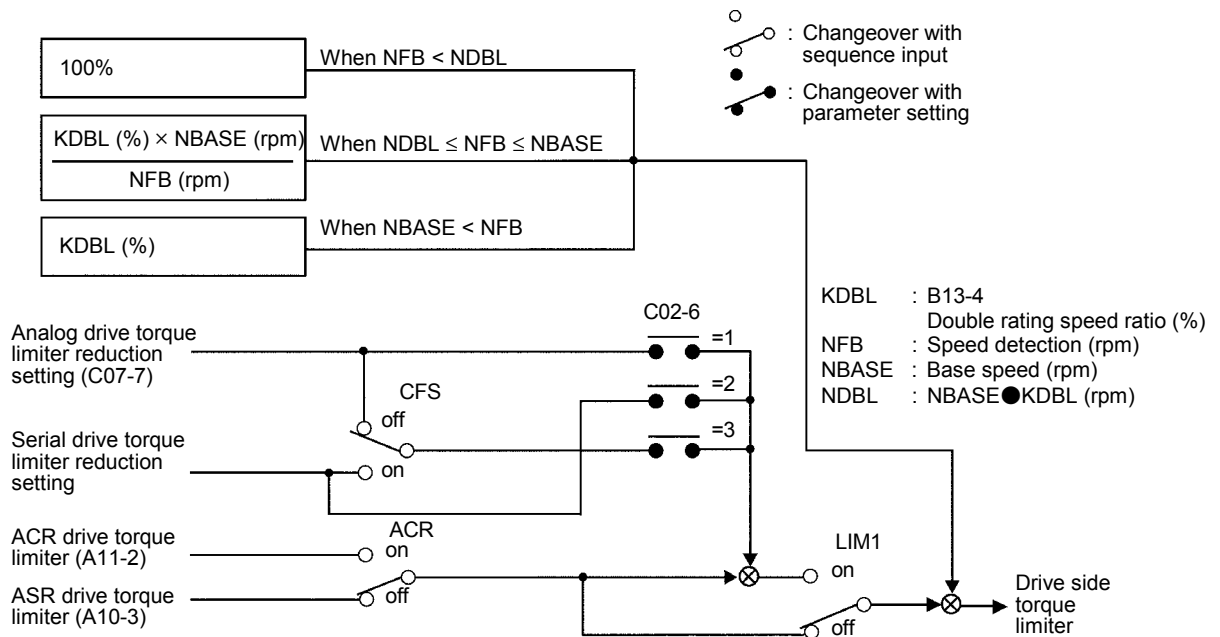 100%
When NFB < NDBL
KDBL (%) × NBASE (rpm)
NFB (rpm)
When NDBL ≤ NFB ≤ NBASE
KDBL (%)
When NBASE < NFB
: Changeover with
sequence input
: Changeover with
parameter setting
KDBL : B13-4
Double rating speed ratio (%)
NFB : Speed detection (rpm)
NBASE : Base speed (rpm)
NDBL : NBASE●KDBL (rpm)
Analog drive torque
limiter reduction
setting (C07-7)
C02-6
=1
=2
=3
CFS
off
on
Serial drive torque
limiter reduction
setting
ACR drive torque
limiter (A11-2)
ACR
on
off
ASR drive torque
limiter (A10-3)
LIM1
on
off
Drive side
torque
limiter